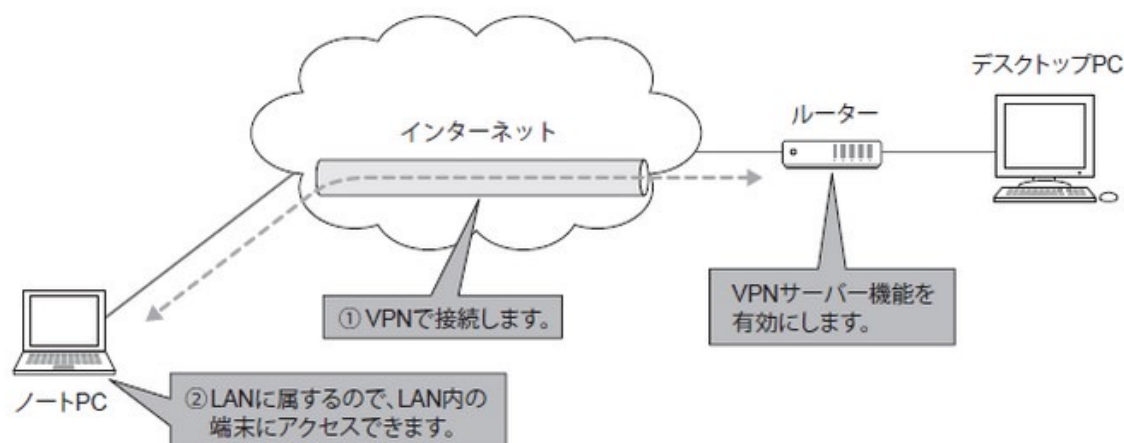 デスクトップPC
ルーター
インターネット
① VPNで接続します。
VPNサーバー機能を
有効にします。
ノートPC
② LANに属するので、LAN内の
端末にアクセスできます。